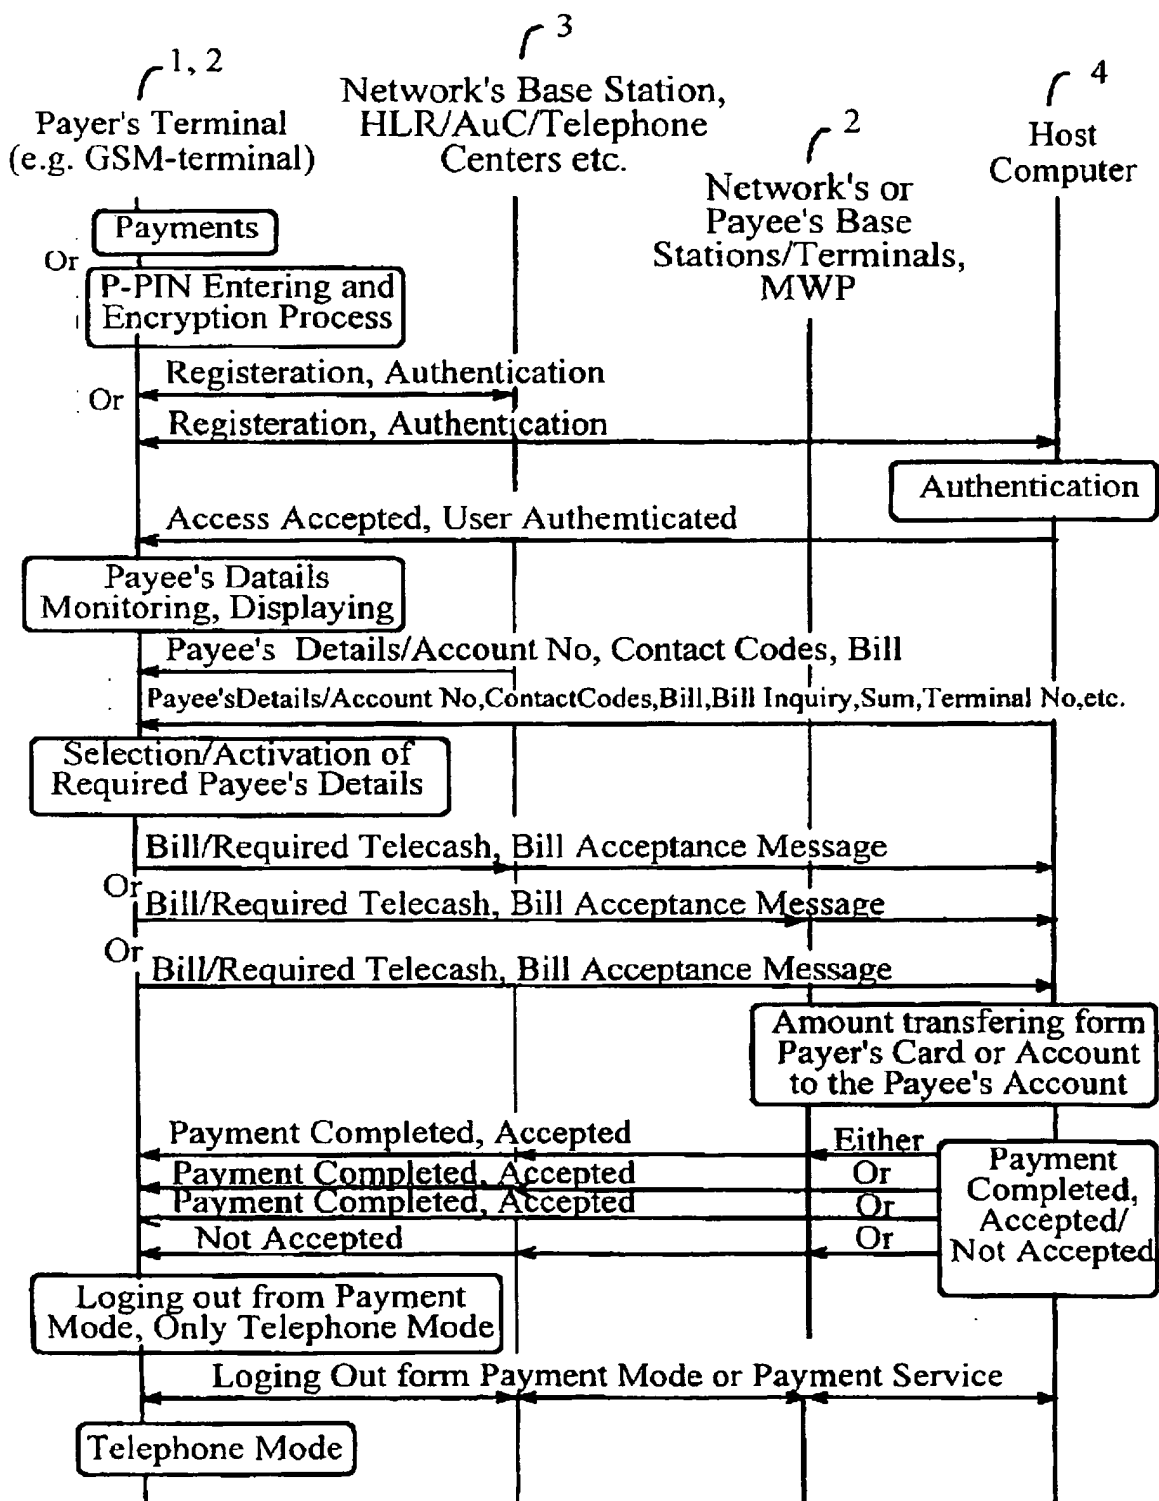 3
1, 2
Network's Base Station,
HLR/AuC/Telephone
Centers etc.
4
Payer's Terminal
(e.g. GSM-terminal)
2
Host
Computer
Network's or
Payee's Base
Stations/Terminals,
MWP
Payments
Or
P-PIN Entering and
Encryption Process
Registeration, Authentication
Or
Registeration, Authentication
Authentication
Access Accepted, User Authemticated
Payee's Datails
Monitoring, Displaying
Payee's Details/Account No, Contact Codes, Bill
Payee'sDetails/Account No,ContactCodes,Bill,Bill Inquiry,Sum,Terminal No,etc.
Selection/Activation of
Required Payee's Details
Bill/Required Telecash, Bill Acceptance Message
Or
Bill/Required Telecash, Bill Acceptance Message
Or
Bill/Required Telecash, Bill Acceptance Message
Amount transfering form
Payer's Card or Account
to the Payee's Account
Payment Completed, Accepted
Either
Payment Completed, Accepted
Or
Payment Completed, Accepted
Or
Not Accepted
Or
Payment
Completed,
Accepted/
Not Accepted
Loging out from Payment
Mode, Only Telephone Mode
Loging Out form Payment Mode or Payment Service
Telephone Mode